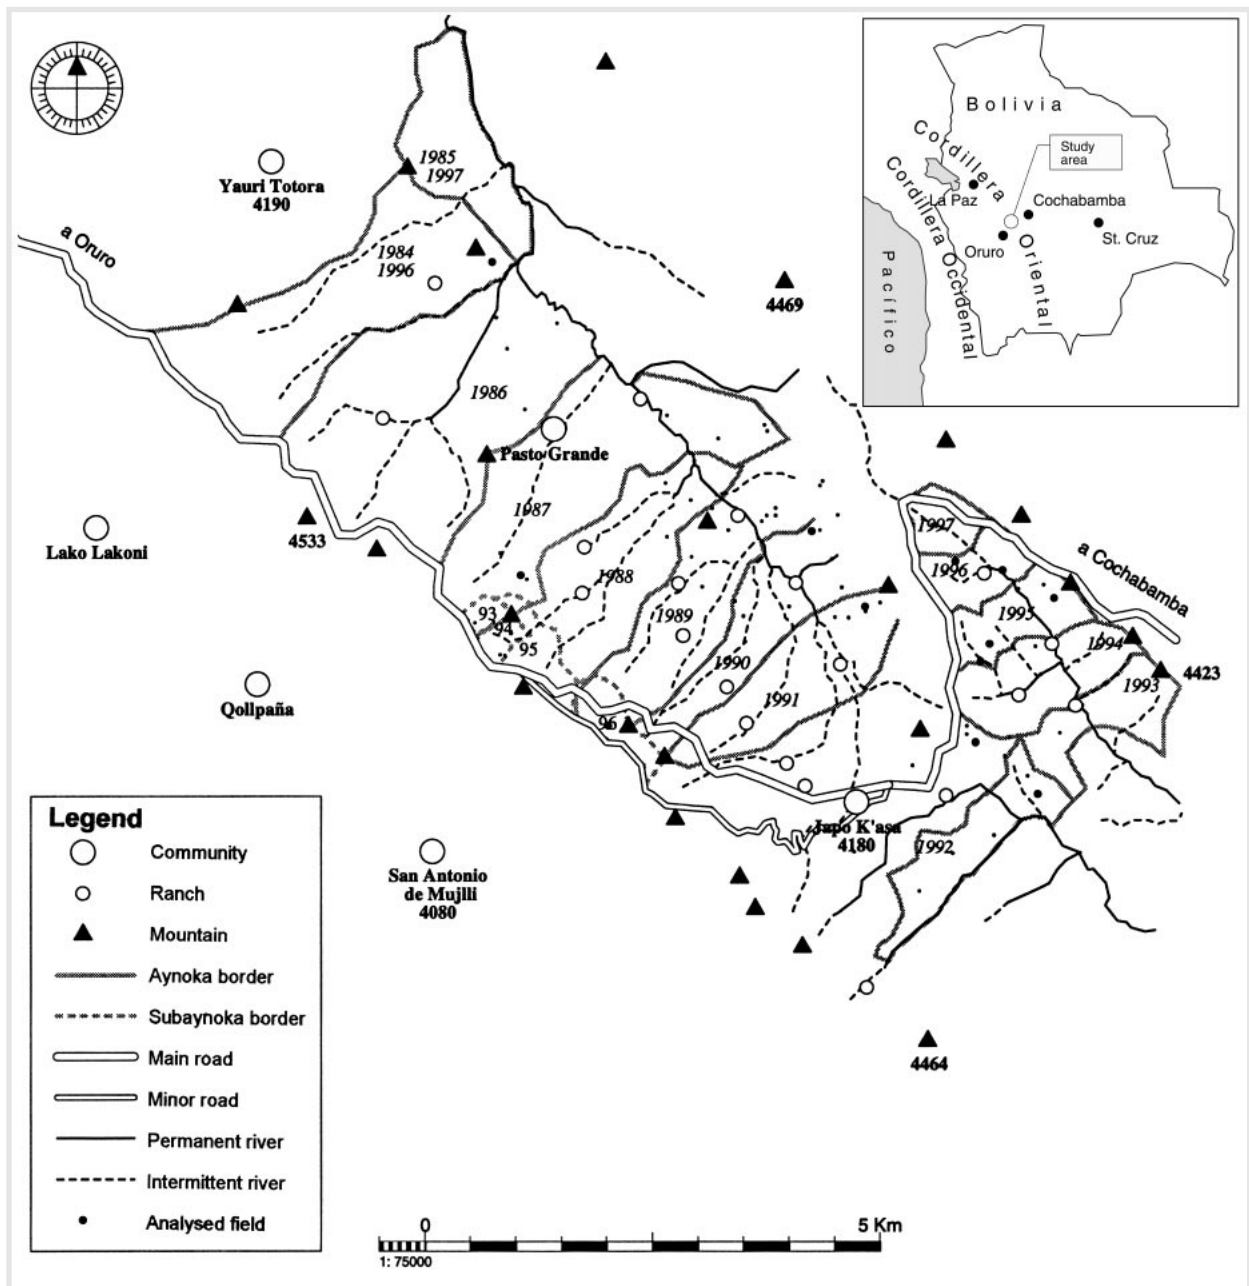 Bolivia
Cordillera
Study
area
La Paz
Cochabamba
Oruro
St. Cruz
Oriental
Cordillera Occidental
Pacífico
1985
1997
Yauri Totora
4190
a Oruro
1984
1996
4469
1986
Pasto Grande
1987
4533
Lako Lakoni
1997
a Cochabamba
1996
1988
1989
1995
93
94
95
1994
4423
1990
1993
Qollpaña
1991
96
Japo K'asa
4180
1992
San Antonio
de Mujlli
4080
4464
Legend
Community
Ranch
Mountain
Aynoka border
Subaynoka border
Main road
Minor road
Permanent river
Intermittent river
Analysed field
0 5 Km
1: 75000